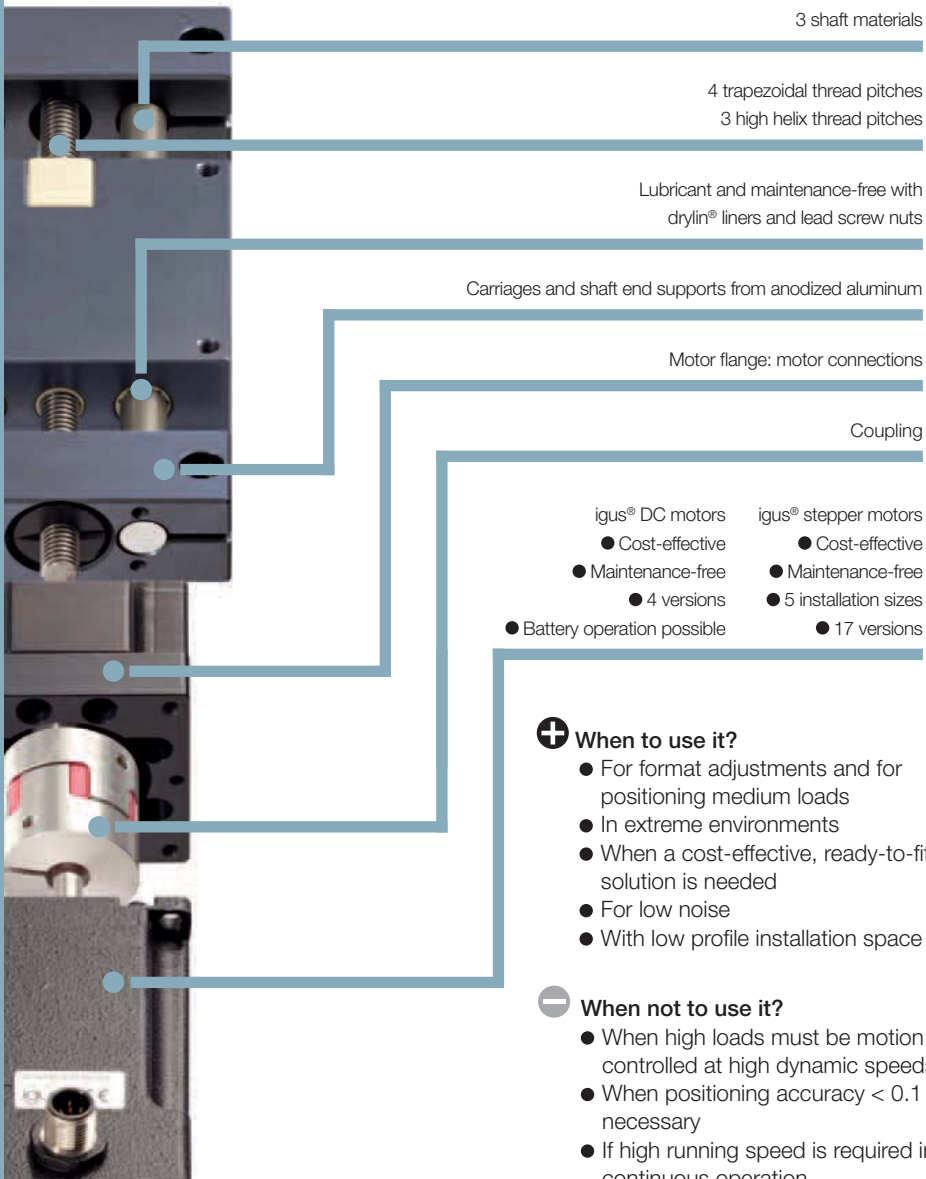 3 shaft materials
4 trapezoidal thread pitches
3 high helix thread pitches
Lubricant and maintenance-free with
drylin® liners and lead screw nuts
Carriages and shaft end supports from anodized aluminum
Motor flange: motor connections
Coupling
igus® DC motors
● Cost-effective
● Maintenance-free
● 4 versions
● Battery operation possible
igus® stepper motors
● Cost-effective
● Maintenance-free
● 5 installation sizes
● 17 versions
When to use it?
● For format adjustments and for
positioning medium loads
● In extreme environments
● When a cost-effective, ready-to-fit
solution is needed
● For low noise
● With low profile installation space
When not to use it?
● When high loads must be motion
controlled at high dynamic speeds
● When positioning accuracy < 0.1
necessary
● If high running speed is required in
continuous operation